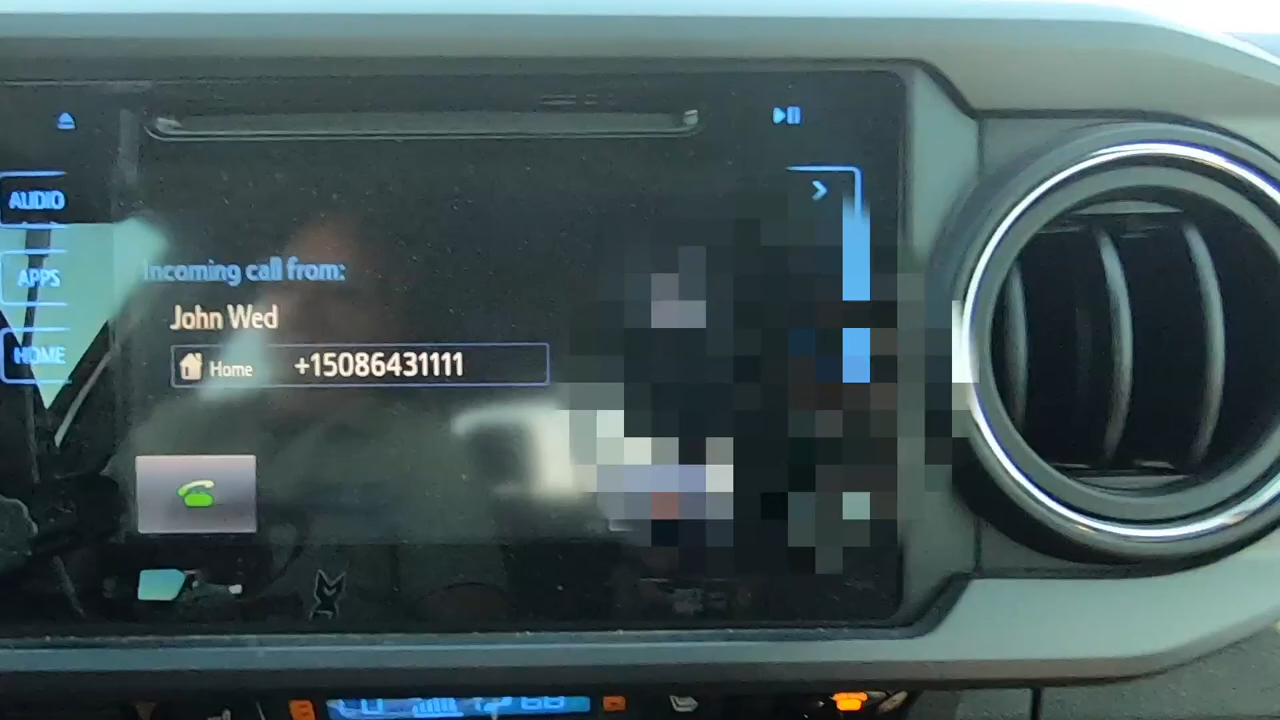 AUDIO
APPS
HOME
Incoming call from:
John Wed
Home +15086431111